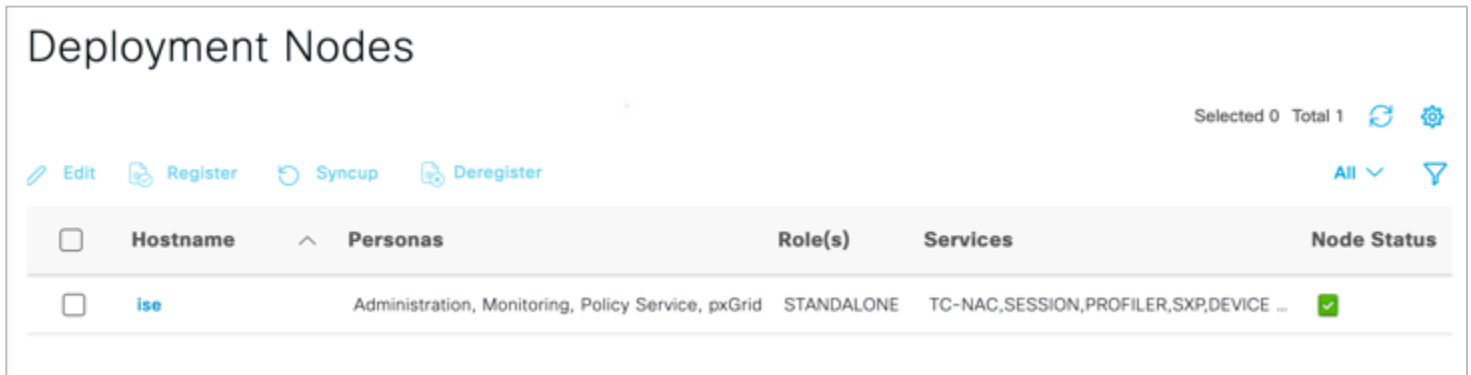 Deployment Nodes
Selected 0 Total 1
Edit Register Syncup Deregister All
Hostname Personas Role(s) Services Node Status
ise Administration, Monitoring, Policy Service, pxGrid STANDALONE TC-NAC,SESSION,PROFILER,SXP,DEVICE ...